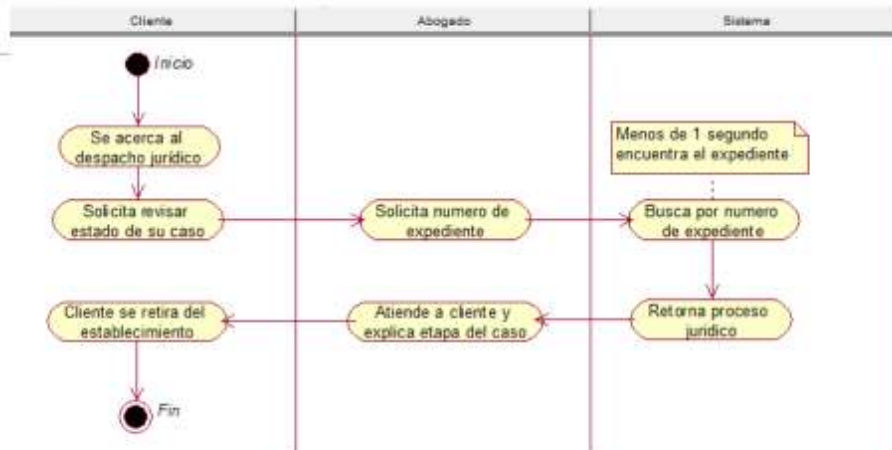 Cliente
Abogado
Sistema
Inicio
Se acerca al
despacho jurídico
Menos de 1 segundo
encuentra el expediente
Solicita revisar
estado de su caso
Solicita numero de
expediente
Busca por numero
de expediente
Cliente se retira del
establecimiento
Atiende a cliente y
explica etapa del caso
Retorna proceso
juridico
Fin